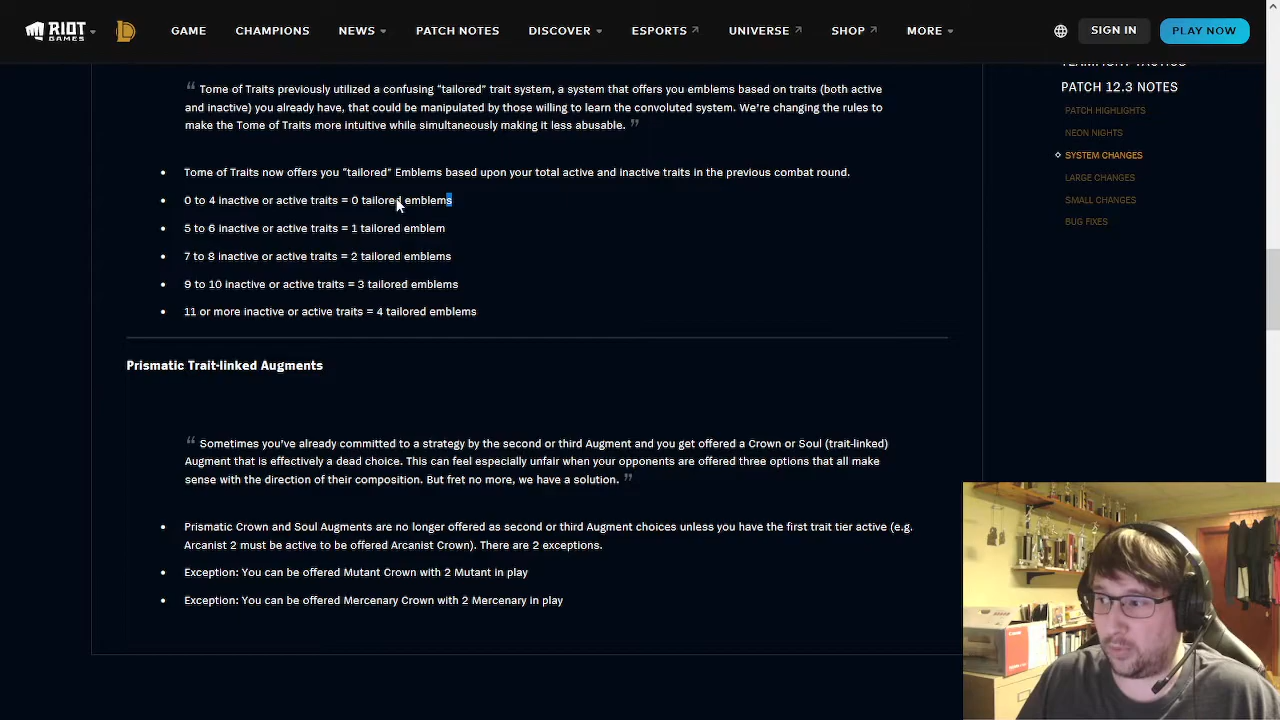 RIOT GAMES
GAME CHAMPIONS NEWS PATCH NOTES DISCOVER ESPORTS UNIVERSE SHOP MORE SIGN IN PLAY NOW
“ Tome of Traits previously utilized a confusing “tailored” trait system, a system that offers you emblems based on traits (both active
and inactive) you already have, that could be manipulated by those willing to learn the convoluted system. We’re changing the rules to
make the Tome of Traits more intuitive while simultaneously making it less abusable. ”
• Tome of Traits now offers you “tailored” Emblems based upon your total active and inactive traits in the previous combat round.
• 0 to 4 inactive or active traits = 0 tailored emblems
• 5 to 6 inactive or active traits = 1 tailored emblem
• 7 to 8 inactive or active traits = 2 tailored emblems
• 9 to 10 inactive or active traits = 3 tailored emblems
• 11 or more inactive or active traits = 4 tailored emblems
Prismatic Trait-linked Augments
“ Sometimes you’ve already committed to a strategy by the second or third Augment and you get offered a Crown or Soul (trait-linked)
Augment that is effectively a dead choice. This can feel especially unfair when your opponents are offered three options that all make
sense with the direction of their composition. But fret no more, we have a solution. ”
• Prismatic Crown and Soul Augments are no longer offered as second or third Augment choices unless you have the first trait tier active (e.g.
Arcanist 2 must be active to be offered Arcanist Crown). There are 2 exceptions.
• Exception: You can be offered Mutant Crown with 2 Mutant in play
• Exception: You can be offered Mercenary Crown with 2 Mercenary in play
TEAMFIGHT TACTICS
PATCH 12.3 NOTES
PATCH HIGHLIGHTS
NEON NIGHTS
SYSTEM CHANGES
LARGE CHANGES
SMALL CHANGES
BUG FIXES